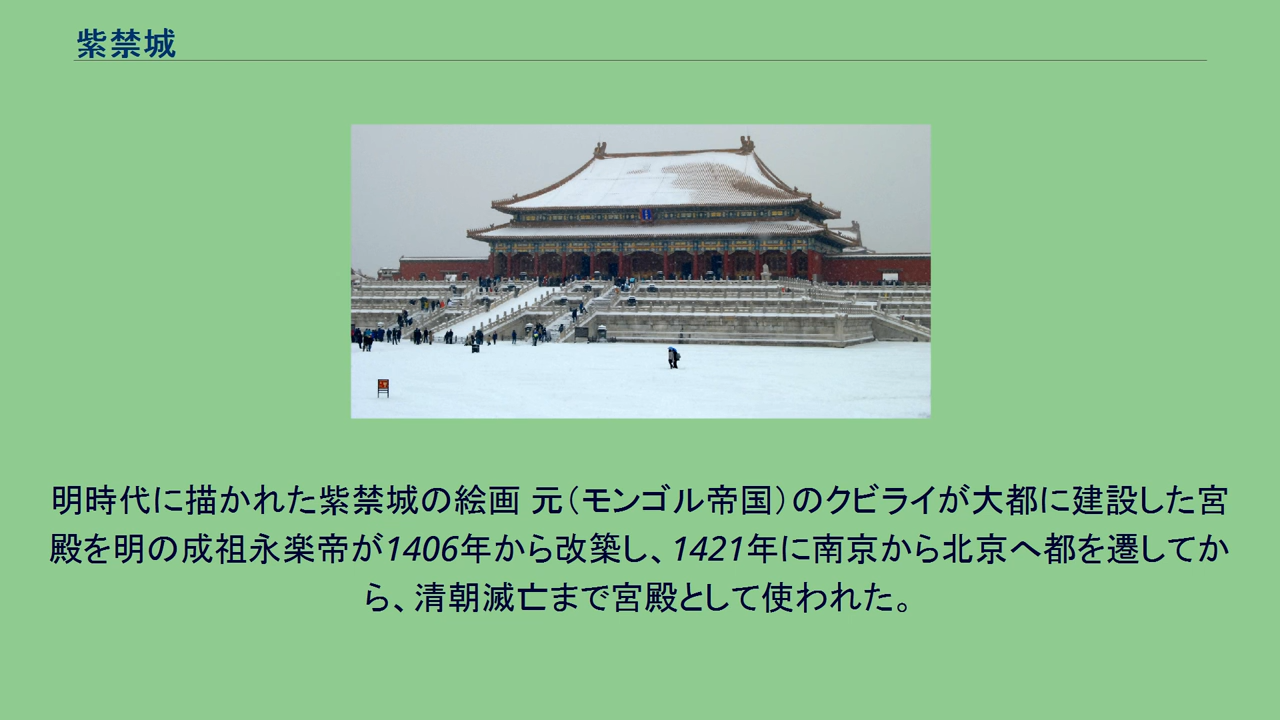 紫禁城
明時代に描かれた紫禁城の絵画 元（モンゴル帝国）のクビライが大都に建設した宮
殿を明の成祖永楽帝が1406年から改築し、1421年に南京から北京へ都を遷してか
ら、清朝滅亡まで宮殿として使われた。